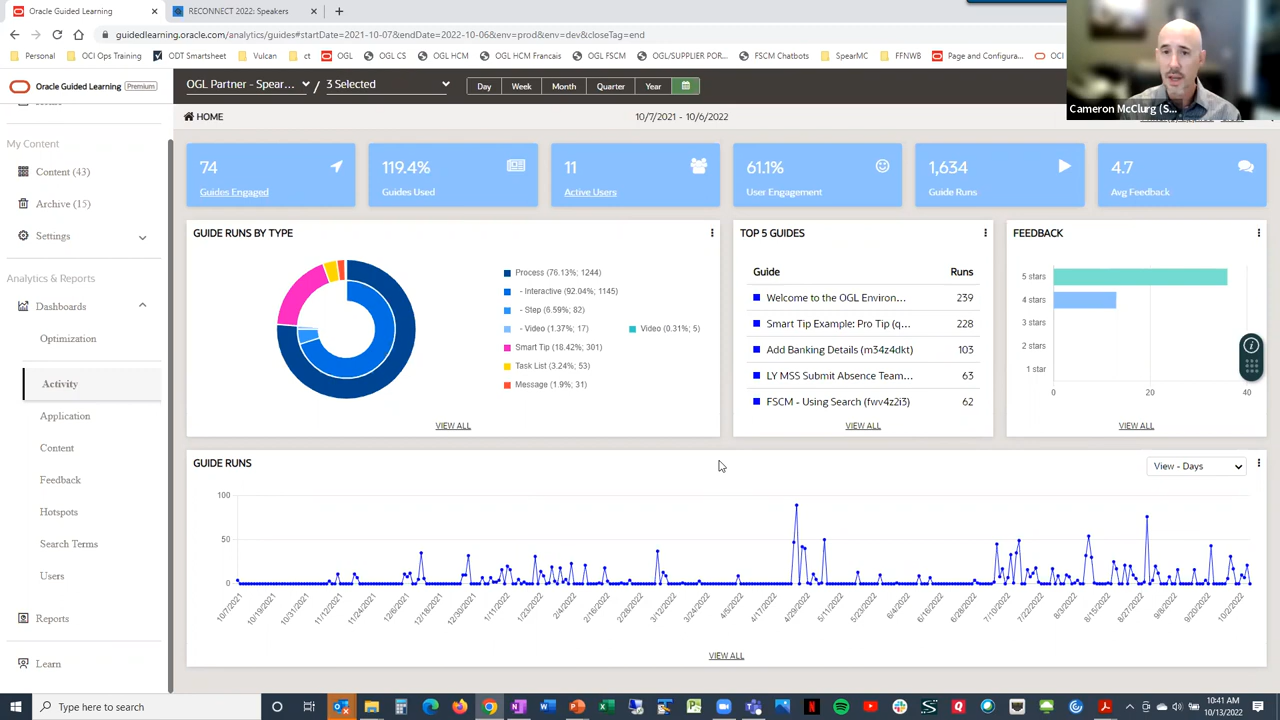 Oracle Guided Learning
RECONNECT 2022: Speakers
guidedlearning.oracle.com/analytics/guides#startDate=2021-10-07&endDate=2022-10-06&env=prod&env=dev&closeTag=end
Personal
OCI Ops Training
ODT Smartsheet
Vulcan
ct
OGL
OGL CS
OGL HCM
OGL HCM Francais
OGL FSCM
OGL/SUPPLIER POR...
FSCM Chatbots
SpearMC
FFNW8
Page and Configura...
OCI
Cameron McClurg (S...
Oracle Guided Learning Premium
OGL Partner - Spear...
3 Selected
Day
Week
Month
Quarter
Year
HOME
10/7/2021 - 10/6/2022
My Content
Content (43)
Archive (15)
Settings
Analytics & Reports
Dashboards
Optimization
Activity
Application
Content
Feedback
Hotspots
Search Terms
Users
Reports
Learn
74
Guides Engaged
119.4%
Guides Used
11
Active Users
61.1%
User Engagement
1,634
Guide Runs
4.7
Avg Feedback
GUIDE RUNS BY TYPE
Process (76.13%; 1244)
- Interactive (92.04%; 1145)
- Step (6.59%; 82)
- Video (1.37%; 17)
Video (0.31%; 5)
Smart Tip (18.42%; 301)
Task List (3.24%; 53)
Message (1.9%; 31)
VIEW ALL
TOP 5 GUIDES
Guide Runs
Welcome to the OGL Environ... 239
Smart Tip Example: Pro Tip (q... 228
Add Banking Details (m34z4dkt) 103
LY MSS Submit Absence Team... 63
FSCM - Using Search (fwv4z2i3) 62
VIEW ALL
FEEDBACK
5 stars
4 stars
3 stars
2 stars
1 star
0 20 40
VIEW ALL
GUIDE RUNS
View - Days
100
50
0
10/7/2021
10/19/2021
10/31/2021
11/12/2021
11/24/2021
12/6/2021
12/18/2021
12/30/2021
1/11/2022
1/23/2022
2/4/2022
2/16/2022
2/28/2022
3/12/2022
3/24/2022
4/5/2022
4/17/2022
4/29/2022
5/11/2022
5/23/2022
6/4/2022
6/16/2022
6/28/2022
7/10/2022
7/22/2022
8/3/2022
8/15/2022
8/27/2022
9/8/2022
9/20/2022
10/2/2022
VIEW ALL
Type here to search
10:41 AM
10/13/2022